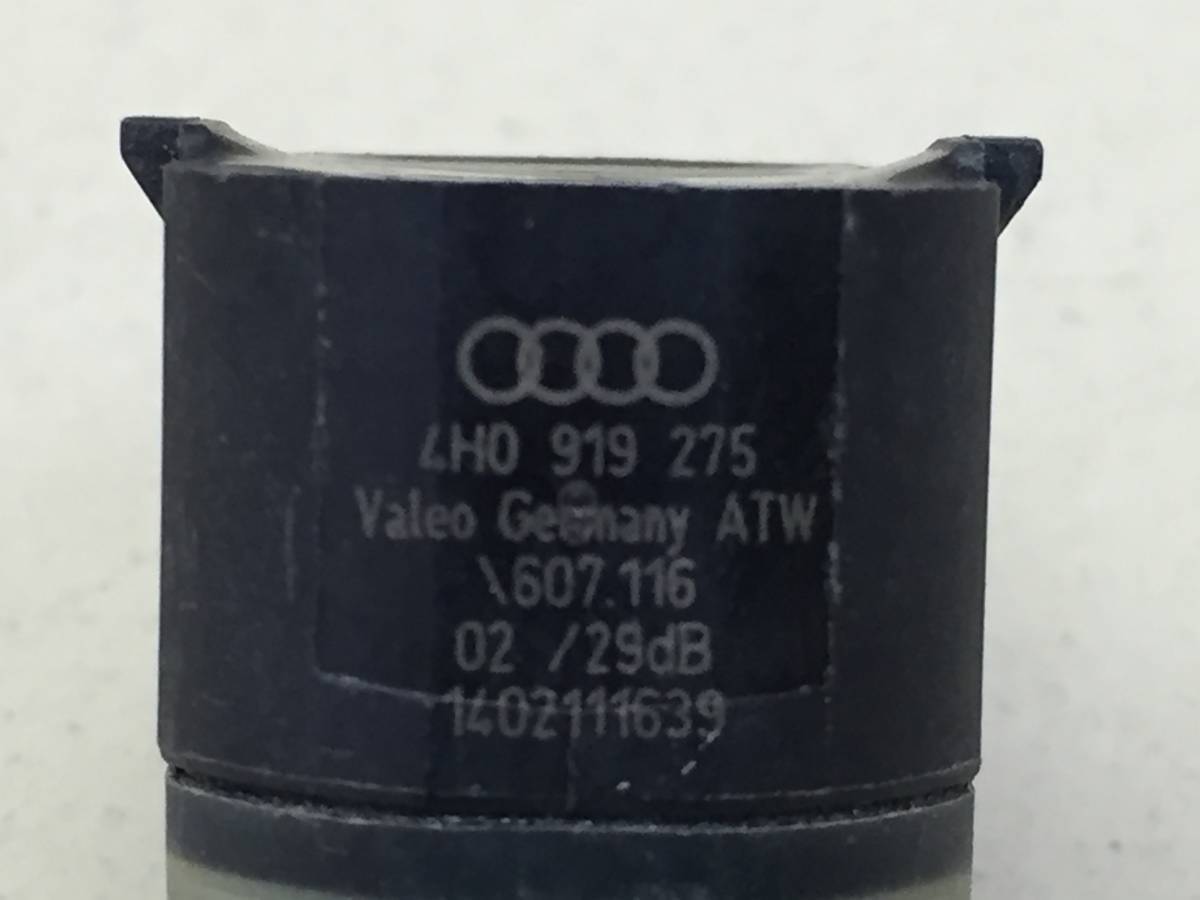 4H0 919 275
Valeo Germany ATW
\607.116
02 /29dB
1402111639